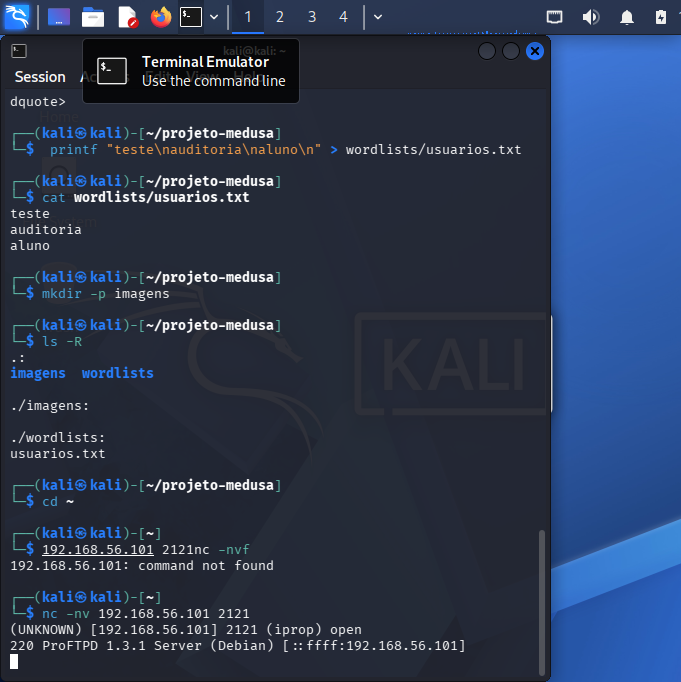 1 2 3 4
kali@kali: ~
Terminal Emulator
Use the command line
Session
dquote>
┌──(kali㉿kali)-[~/projeto-medusa]
└─$ printf "teste\nauditoria\naluno\n" > wordlists/usuarios.txt
┌──(kali㉿kali)-[~/projeto-medusa]
└─$ cat wordlists/usuarios.txt
teste
auditoria
aluno
┌──(kali㉿kali)-[~/projeto-medusa]
└─$ mkdir -p imagens
┌──(kali㉿kali)-[~/projeto-medusa]
└─$ ls -R
.:
imagens wordlists
./imagens:
./wordlists:
usuarios.txt
┌──(kali㉿kali)-[~/projeto-medusa]
└─$ cd ~
┌──(kali㉿kali)-[~]
└─$ 192.168.56.101 2121nc -nvf
192.168.56.101: command not found
┌──(kali㉿kali)-[~]
└─$ nc -nv 192.168.56.101 2121
(UNKNOWN) [192.168.56.101] 2121 (iprop) open
220 ProFTPD 1.3.1 Server (Debian) [::ffff:192.168.56.101]
KALI